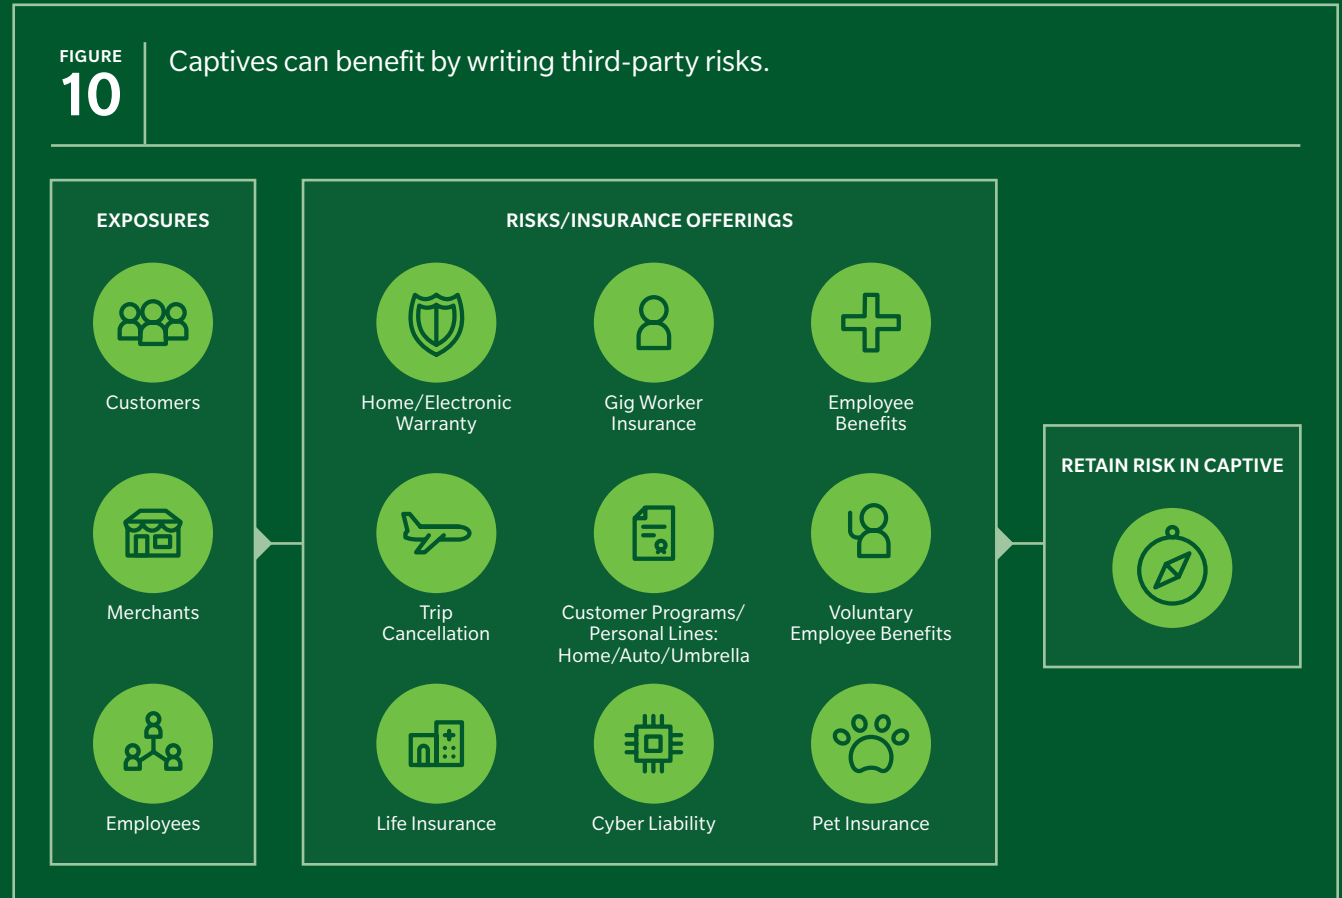 FIGURE
10
Captives can benefit by writing third-party risks.
EXPOSURES
Customers
Merchants
Employees
RISKS/INSURANCE OFFERINGS
Home/Electronic
Warranty
Gig Worker
Insurance
Employee
Benefits
Trip
Cancellation
Customer Programs/
Personal Lines:
Home/Auto/Umbrella
Voluntary
Employee Benefits
Life Insurance
Cyber Liability
Pet Insurance
RETAIN RISK IN CAPTIVE